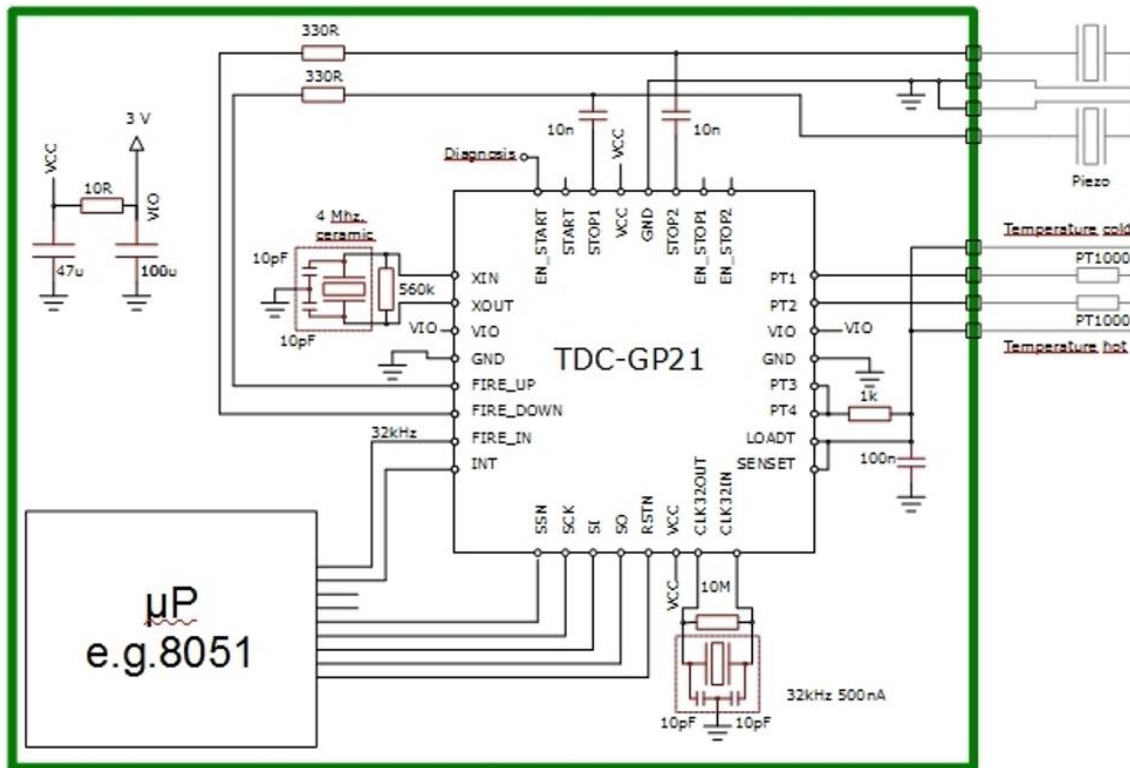 330R
330R
3 V
VCC
10R
VIO
47u
100u
10n
VCC
10n
Diagnosis
Piezo
4 Mhz,
ceramic
10pF
560k
10pF
EN_START
START
STOP1
VCC
GND
STOP2
EN_STOP1
EN_STOP2
Temperature cold
PT1000
PT1000
Temperature hot
XIN
XOUT
VIO
VIO
GND
FIRE_UP
FIRE_DOWN
32kHz
FIRE_IN
INT
TDC-GP21
PT1
PT2
VIO
VIO
GND
PT3
1k
PT4
LOADT
100n
SENSET
SSN
SCK
SI
SO
RSTN
VCC
CLK32OUT
CLK32IN
VCC
10M
10pF
10pF
32kHz 500nA
µP
e.g.8051